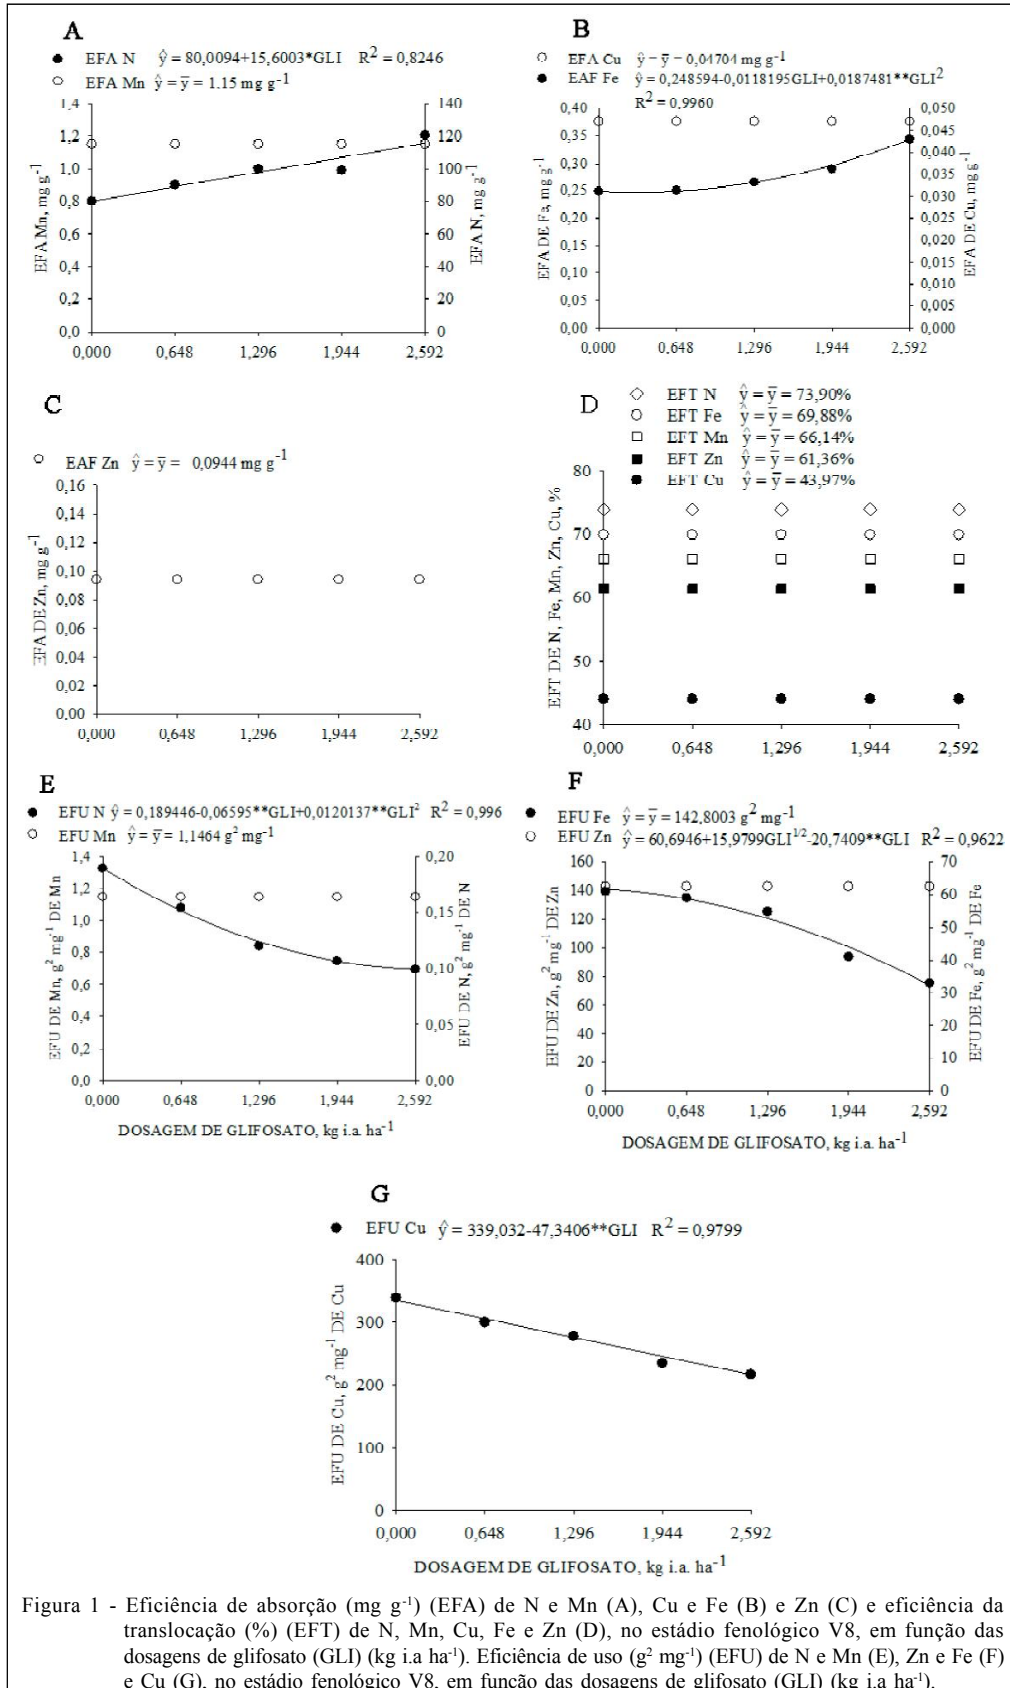 A
EFA N ŷ = 80,0094+15,6003*GLI R² = 0,8246
EFA Mn ŷ = ȳ = 1.15 mg g⁻¹
1,4
1,2
1,0
0,8
0,6
0,4
0,2
0,0
EFA Mn, mg g⁻¹
140
120
100
80
60
40
20
0
EFA N, mg g⁻¹
0,000 0,648 1,296 1,944 2,592
B
EFA Cu ŷ = ȳ = 0,04704 mg g⁻¹
EAF Fe ŷ = 0,248594-0,0118195GLI+0,0187481**GLI²
R² = 0,9960
0,40
0,35
0,30
0,25
0,20
0,15
0,10
0,05
0,00
EFA DE Fa, mg g⁻¹
0,050
0,045
0,040
0,035
0,030
0,025
0,020
0,015
0,010
0,005
0,000
EFA DE Cu, mg g⁻¹
0,000 0,648 1,296 1,944 2,592
C
EAF Zn ŷ = ȳ = 0,0944 mg g⁻¹
0,16
0,14
0,12
0,10
0,08
0,06
0,04
0,02
0,00
EFA DE Zn, mg g⁻¹
0,000 0,648 1,296 1,944 2,592
D
EFT N ŷ = ȳ = 73,90%
EFT Fe ŷ = ȳ = 69,88%
EFT Mn ŷ = ȳ = 66,14%
EFT Zn ŷ = ȳ = 61,36%
EFT Cu ŷ = ȳ = 43,97%
80
70
60
50
40
EFT DE N, Fe, Mn, Zn, Cu, %
0,000 0,648 1,296 1,944 2,592
E
EFU N ŷ = 0,189446-0,06595**GLI+0,0120137**GLI² R² = 0,996
EFU Mn ŷ = ȳ = 1,1464 g² mg⁻¹
1,4
1,2
1,0
0,8
0,6
0,4
0,2
0,0
EFU DE Mn, g² mg⁻¹ DE Mn
0,20
0,15
0,10
0,05
0,00
EFU DE N, g² mg⁻¹ DE N
0,000 0,648 1,296 1,944 2,592
DOSAGEM DE GLIFOSATO, kg i.a. ha⁻¹
F
EFU Fe ŷ = ȳ = 142,8003 g² mg⁻¹
EFU Zn ŷ = 60,6946+15,9799GLI^1/2-20,7409**GLI R² = 0,9622
160
140
120
100
80
60
40
20
0
EFU DE Zn, g² mg⁻¹ DE Zn
70
60
50
40
30
20
10
0
EFU DE Fe, g² mg⁻¹ DE Fe
0,000 0,648 1,296 1,944 2,592
DOSAGEM DE GLIFOSATO, kg i.a. ha⁻¹
G
EFU Cu ŷ = 339,032-47,3406**GLI R² = 0,9799
400
300
200
100
0
EFU DE Cu, g² mg⁻¹ DE Cu
0,000 0,648 1,296 1,944 2,592
DOSAGEM DE GLIFOSATO, kg i.a. ha⁻¹
Figura 1 - Eficiência de absorção (mg g⁻¹) (EFA) de N e Mn (A), Cu e Fe (B) e Zn (C) e eficiência da
translocação (%) (EFT) de N, Mn, Cu, Fe e Zn (D), no estádio fenológico V8, em função das
dosagens de glifosato (GLI) (kg i.a ha⁻¹). Eficiência de uso (g² mg⁻¹) (EFU) de N e Mn (E), Zn e Fe (F)
e Cu (G), no estádio fenológico V8, em função das dosagens de glifosato (GLI) (kg i.a ha⁻¹).